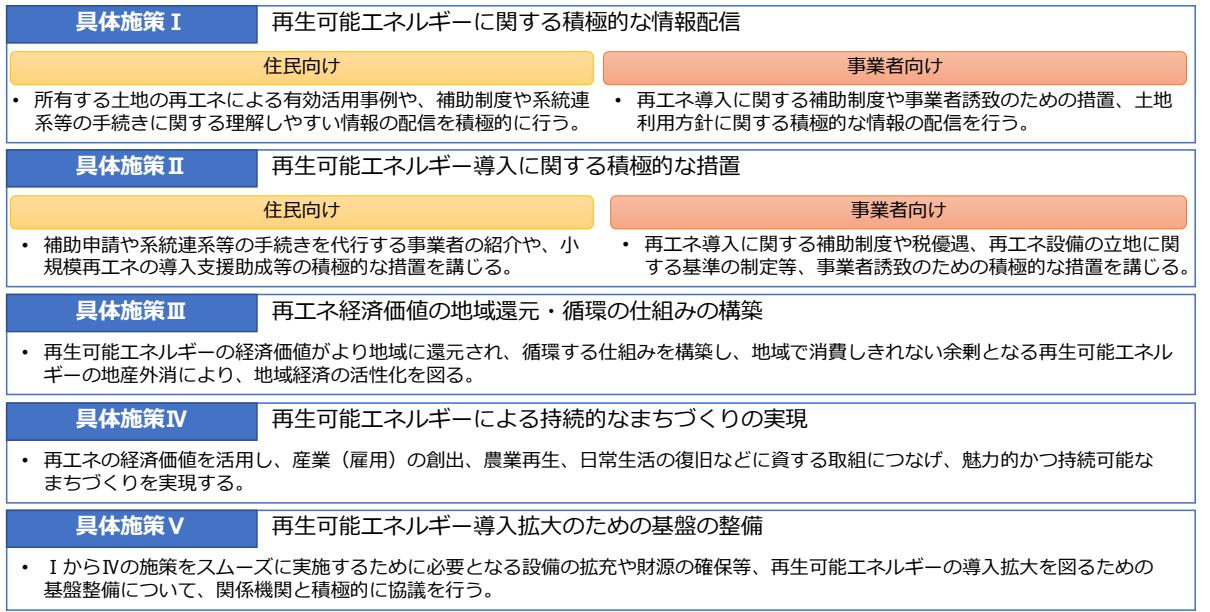 具体施策Ⅰ 再生可能エネルギーに関する積極的な情報配信
住民向け
• 所有する土地の再エネによる有効活用事例や、補助制度や系統連
系等の手続きに関する理解しやすい情報の配信を積極的に行う。
事業者向け
• 再エネ導入に関する補助制度や事業者誘致のための措置、土地
利用方針に関する積極的な情報の配信を行う。
具体施策Ⅱ 再生可能エネルギー導入に関する積極的な措置
住民向け
• 補助申請や系統連系等の手続きを代行する事業者の紹介や、小
規模再エネの導入支援助成等の積極的な措置を講じる。
事業者向け
• 再エネ導入に関する補助制度や税優遇、再エネ設備の立地に関
する基準の制定等、事業者誘致のための積極的な措置を講じる。
具体施策Ⅲ 再エネ経済価値の地域還元・循環の仕組みの構築
• 再生可能エネルギーの経済価値がより地域に還元され、循環する仕組みを構築し、地域で消費しきれない余剰となる再生可能エネル
ギーの地産外消により、地域経済の活性化を図る。
具体施策Ⅳ 再生可能エネルギーによる持続的なまちづくりの実現
• 再エネの経済価値を活用し、産業（雇用）の創出、農業再生、日常生活の復旧などに資する取組につなげ、魅力的かつ持続可能な
まちづくりを実現する。
具体施策Ⅴ 再生可能エネルギー導入拡大のための基盤の整備
• ⅠからⅣの施策をスムーズに実施するために必要となる設備の拡充や財源の確保等、再生可能エネルギーの導入拡大を図るための
基盤整備について、関係機関と積極的に協議を行う。